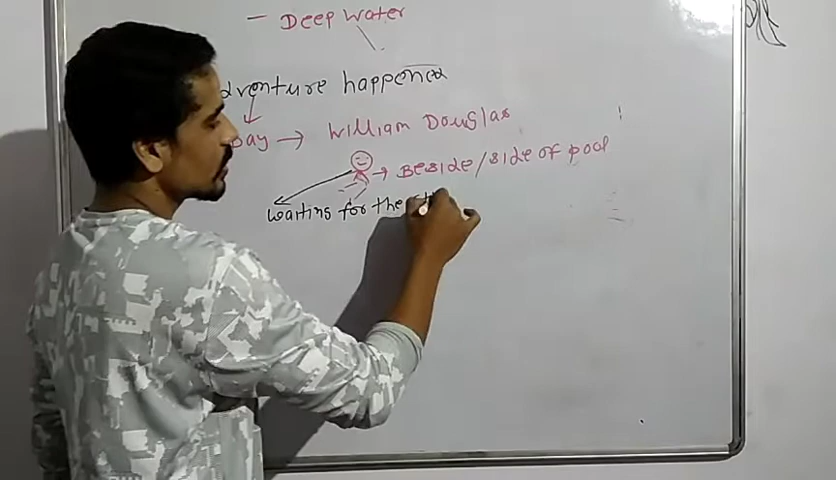 - Deep Water
dventure happened
Day → William Douglas
→ Beside/side of pool
waiting for the